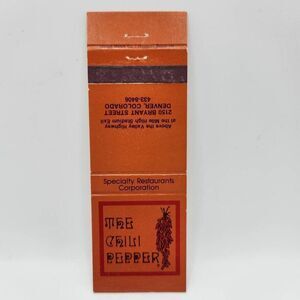 Above the Valley Highway
at the Mile High Stadium Exit
2150 BRYANT STREET
DENVER, COLORADO
433-8406
Specialty Restaurants
Corporation
THE
CHILI
PEPPER